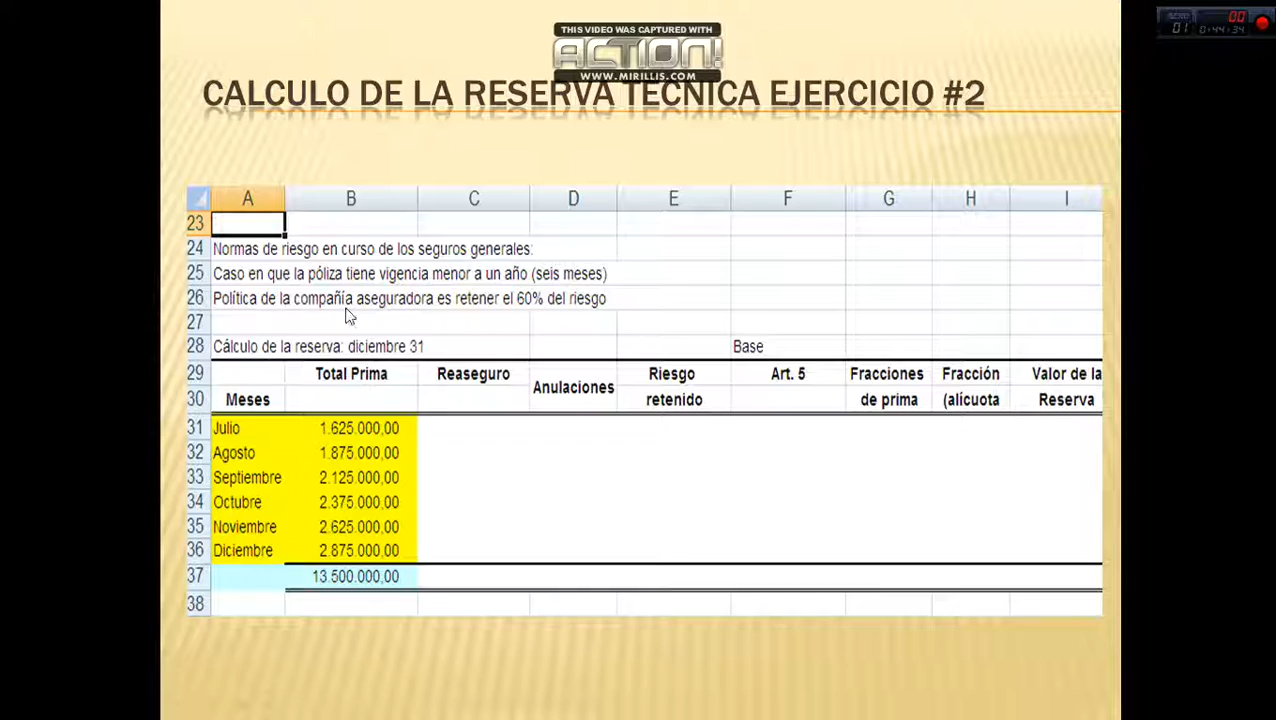 THIS VIDEO WAS CAPTURED WITH
ACTION!
WWW.MIRILLIS.COM
00
01 0:44:34
CALCULO DE LA RESERVA TECNICA EJERCICIO #2
A B C D E F G H I
23
24 Normas de riesgo en curso de los seguros generales:
25 Caso en que la póliza tiene vigencia menor a un año (seis meses)
26 Política de la compañía aseguradora es retener el 60% del riesgo
27
28 Cálculo de la reserva: diciembre 31 Base
29 Total Prima Reaseguro Anulaciones Riesgo Art. 5 Fracciones Fracción Valor de la
30 Meses retenido de prima (alícuota Reserva
31 Julio 1.625.000,00
32 Agosto 1.875.000,00
33 Septiembre 2.125.000,00
34 Octubre 2.375.000,00
35 Noviembre 2.625.000,00
36 Diciembre 2.875.000,00
37 13.500.000,00
38